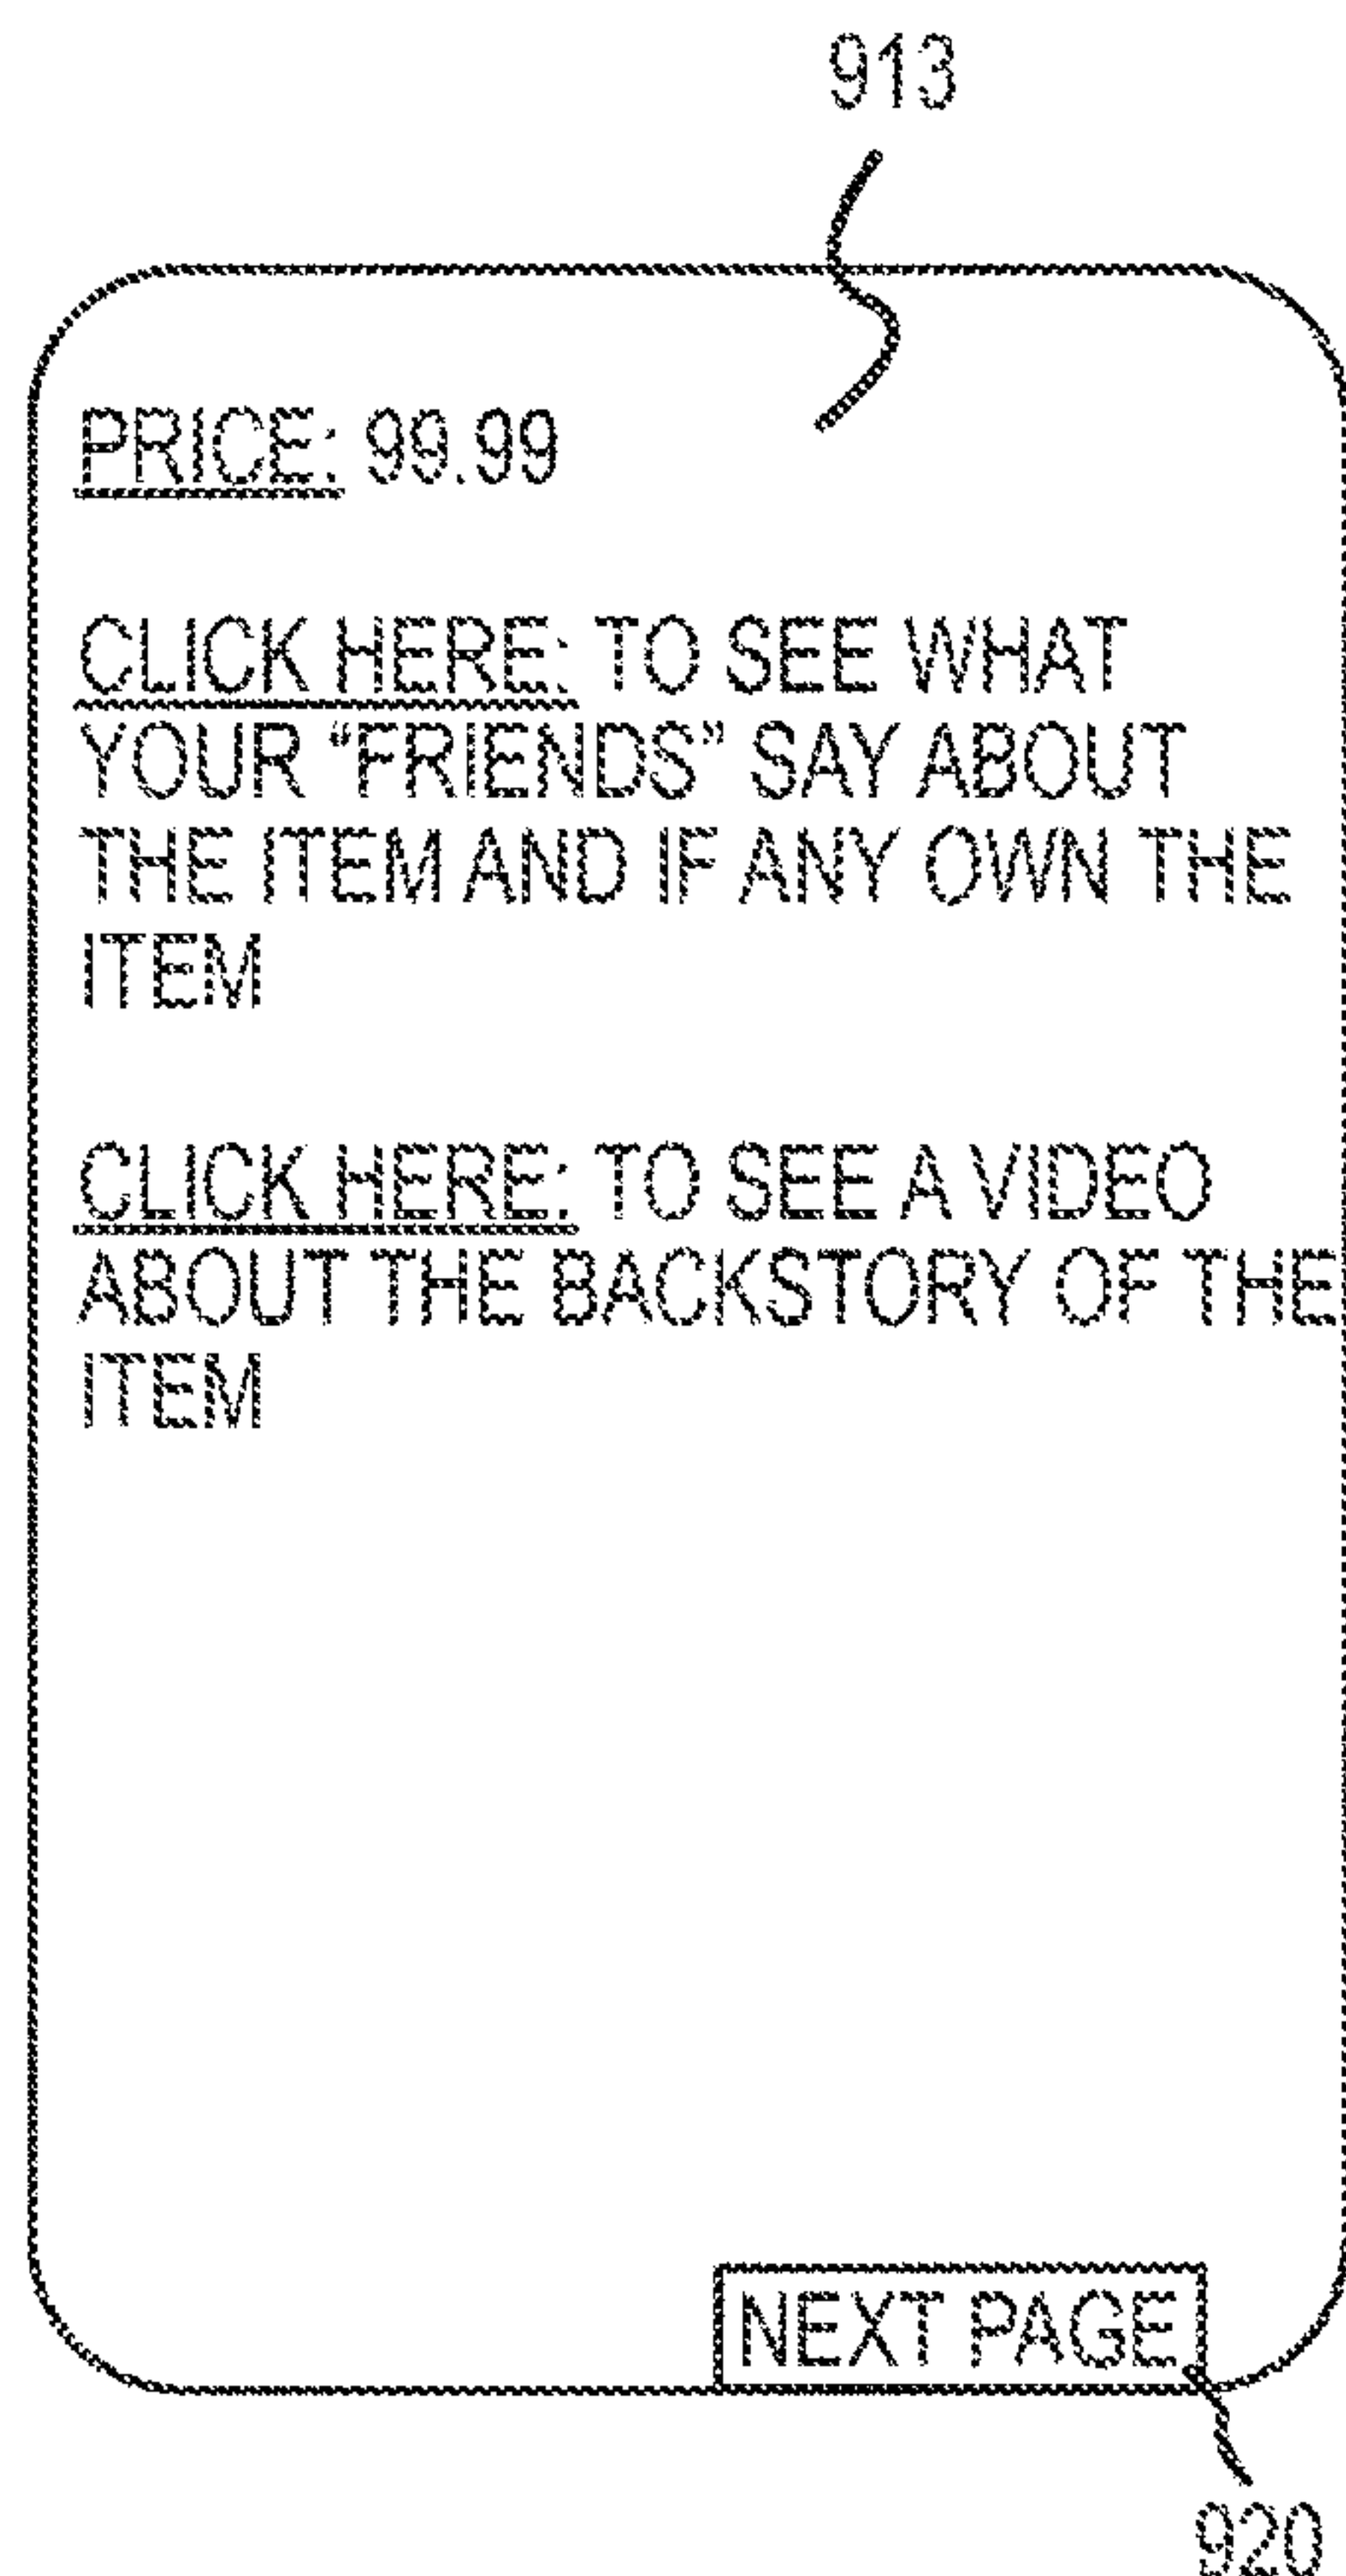 913
PRICE: 99.99
CLICK HERE: TO SEE WHAT
YOUR “FRIENDS” SAY ABOUT
THE ITEM AND IF ANY OWN THE
ITEM
CLICK HERE: TO SEE A VIDEO
ABOUT THE BACKSTORY OF THE
ITEM
NEXT PAGE
920